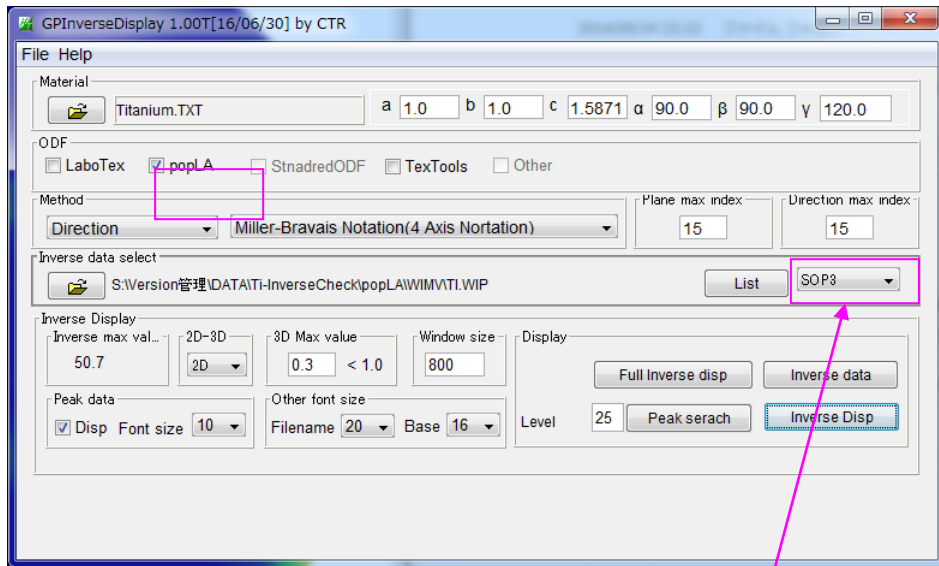 GPInverseDisplay 1.00T[16/06/30] by CTR
File Help
Material
Titanium.TXT a 1.0 b 1.0 c 1.5871 α 90.0 β 90.0 γ 120.0
ODF
LaboTex popLA StnadredODF TexTools Other
Method Plane max index Direction max index
Direction Miller-Bravais Notation(4 Axis Nortation) 15 15
Inverse data select
S:\Version管理\DATA\Ti-InverseCheck\popLA\WIMV\TI.WIP List SOP3
Inverse Display
Inverse max val... 2D-3D 3D Max value Window size Display
50.7 2D 0.3 < 1.0 800
Full Inverse disp Inverse data
Peak data Other font size
Disp Font size 10 Filename 20 Base 16 Level 25 Peak serach Inverse Disp